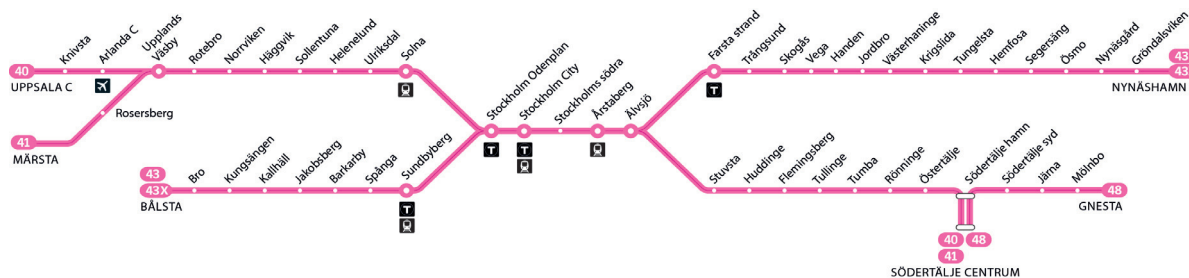 Knivsta
Arlanda C
Upplands
Väsby
Rotebro
Norrviken
Häggvik
Sollentuna
Helenelund
Ulriksdal
Solna
40
UPPSALA C
Rosersberg
41
MÄRSTA
43
43X
BÅLSTA
Bro
Kungsängen
Kallhäll
Jakobsberg
Barkarby
Spånga
Sundbyberg
T
Stockholm Odenplan
T
Stockholm City
T
Stockholms södra
Årstaberg
Älvsjö
Farsta strand
T
Trångsund
Skogås
Vega
Handen
Jordbro
Västerhaninge
Krigslida
Tungelsta
Hemfosa
Segersäng
Ösmo
Nynäsgård
Gröndalsviken
43
43
NYNÄSHAMN
Stuvsta
Huddinge
Flemingsberg
Tullinge
Tumba
Rönninge
Östertälje
Södertälje hamn
Södertälje syd
Järna
Mölnbo
48
GNESTA
40 48
41
SÖDERTÄLJE CENTRUM